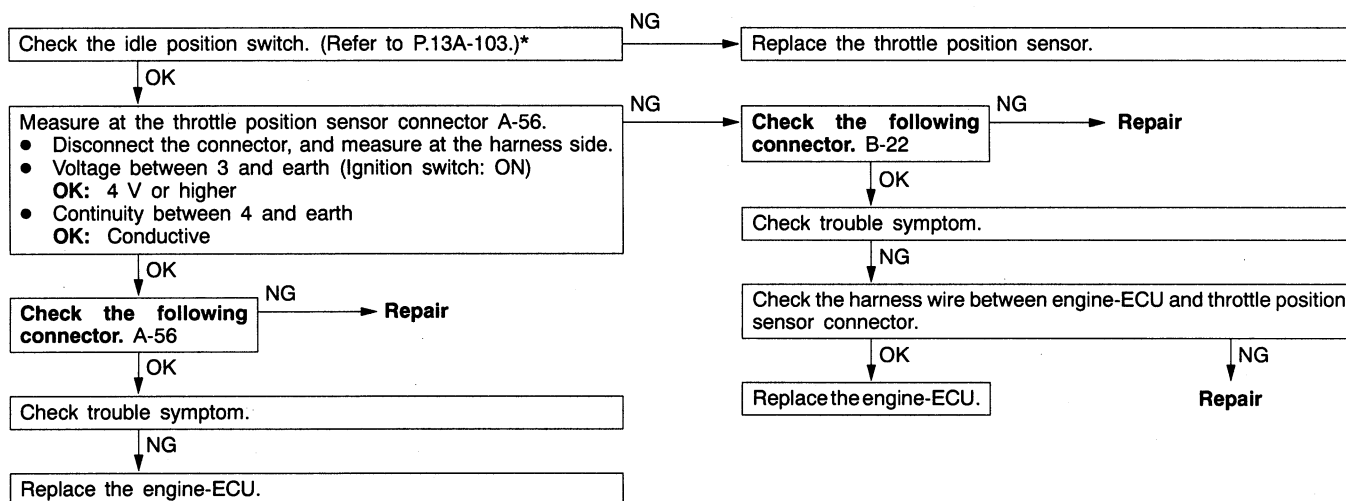 Check the idle position switch. (Refer to P.13A-103.)*
NG
Replace the throttle position sensor.
OK
Measure at the throttle position sensor connector A-56.
● Disconnect the connector, and measure at the harness side.
● Voltage between 3 and earth (Ignition switch: ON)
OK: 4 V or higher
● Continuity between 4 and earth
OK: Conductive
NG
Check the following
connector. B-22
NG
Repair
OK
Check trouble symptom.
NG
Check the harness wire between engine-ECU and throttle position
sensor connector.
OK
Replace the engine-ECU.
NG
Repair
OK
Check the following
connector. A-56
NG
Repair
OK
Check trouble symptom.
NG
Replace the engine-ECU.